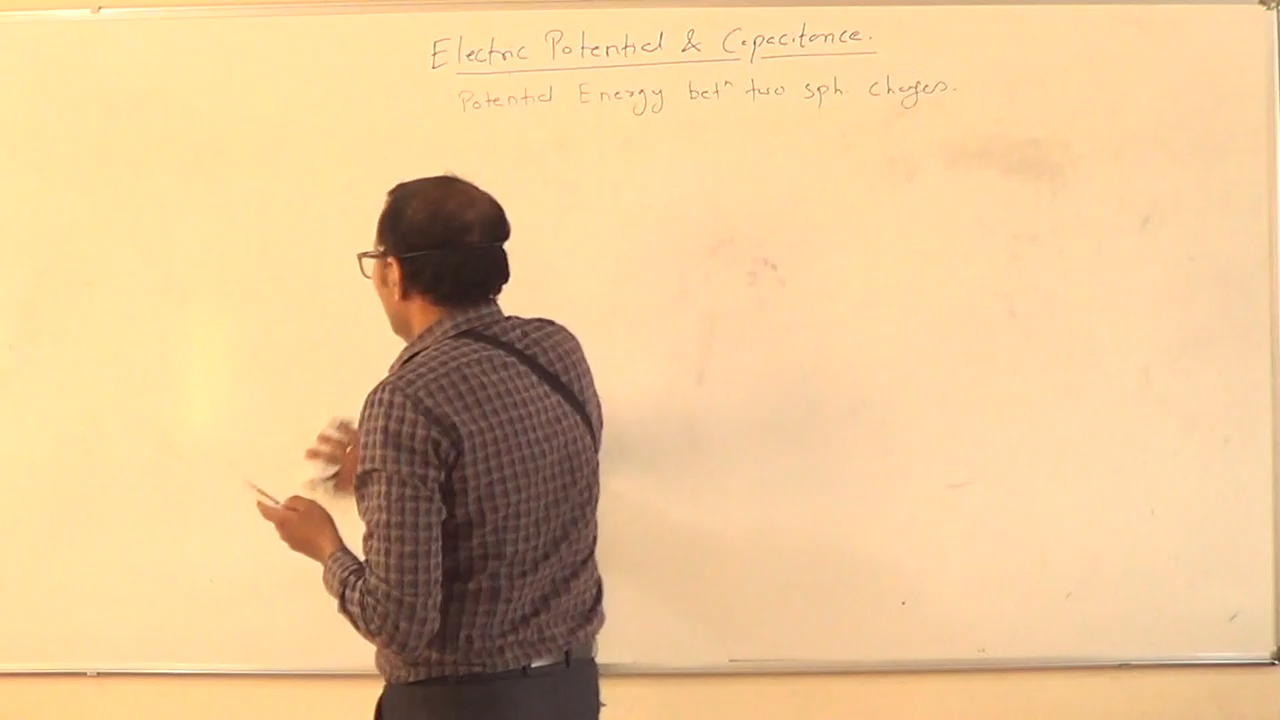 Electric Potential & Capacitance.
Potential Energy betn two sph. charges.